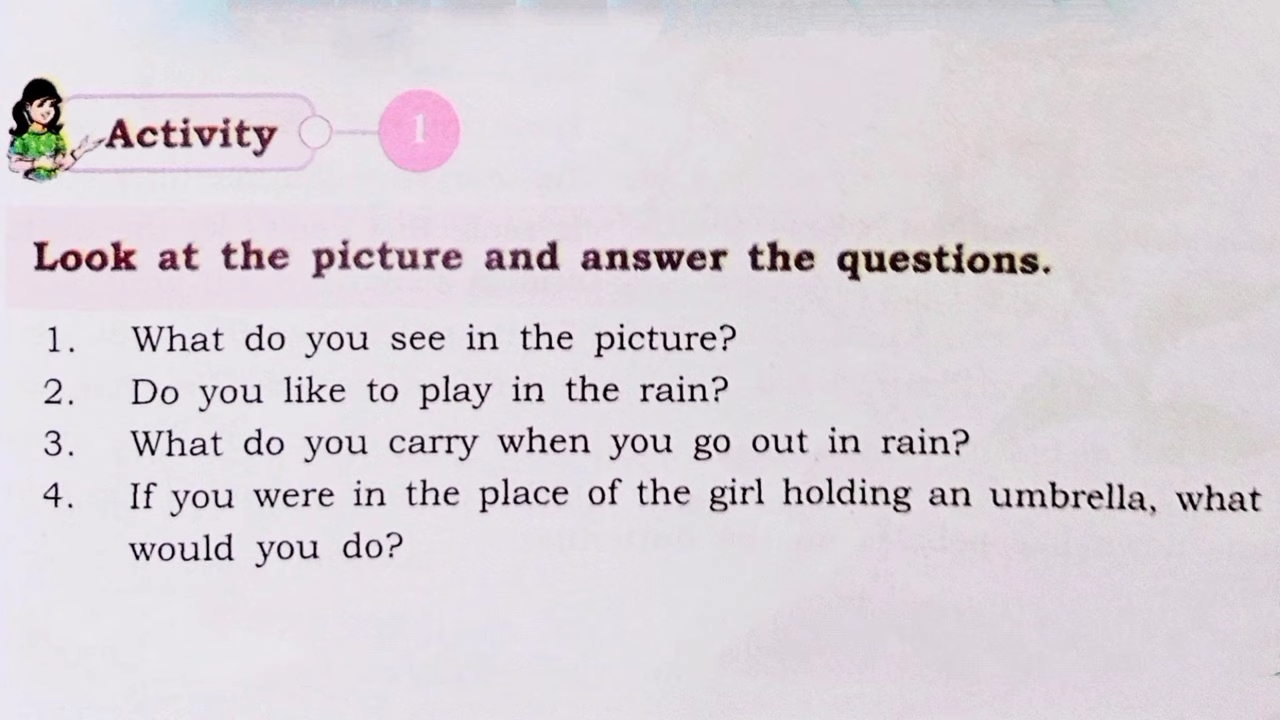 Activity 1
Look at the picture and answer the questions.
1. What do you see in the picture?
2. Do you like to play in the rain?
3. What do you carry when you go out in rain?
4. If you were in the place of the girl holding an umbrella, what
would you do?